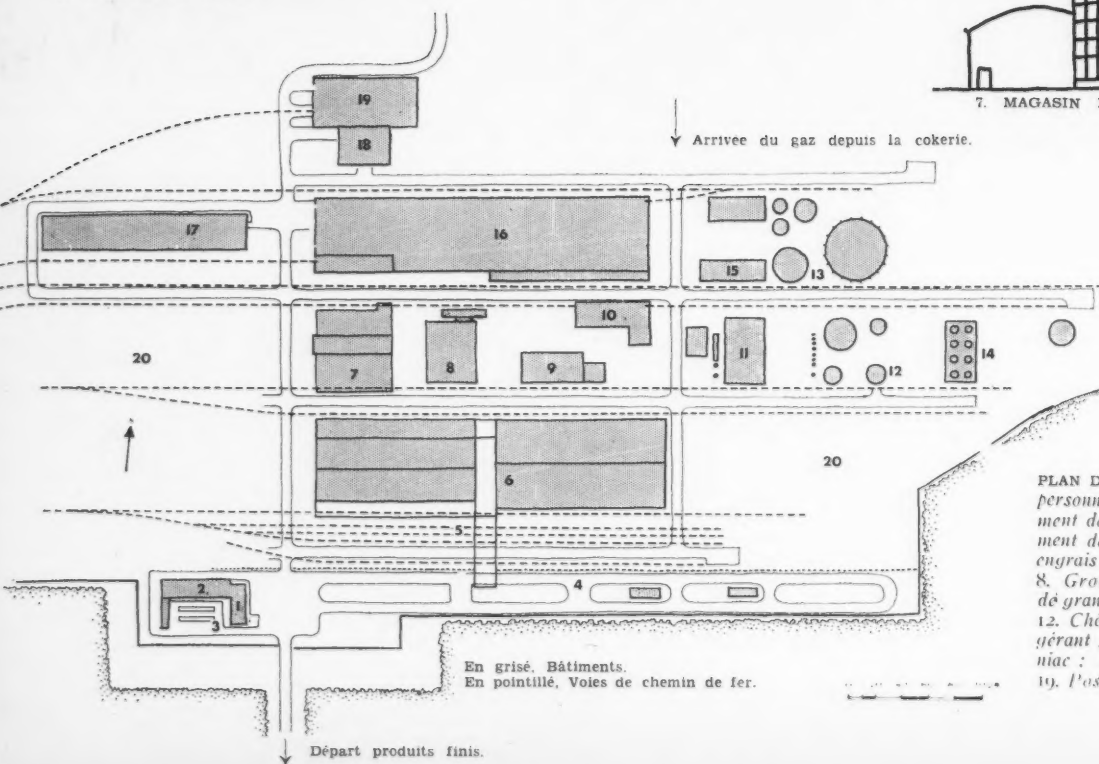 7. MAGASIN
Arrivée du gaz depuis la cokerie.
19
18
17
16
15
13
10
20
7
8
9
11
12
14
6
20
5
4
2.
1
3
PLAN D
personn
ment d
ment d
engrais
8. Gro
de gran
12. Ch
gérant
niac :
19. Pos
En grisé, Bâtiments.
En pointillé, Voies de chemin de fer.
Départ produits finis.